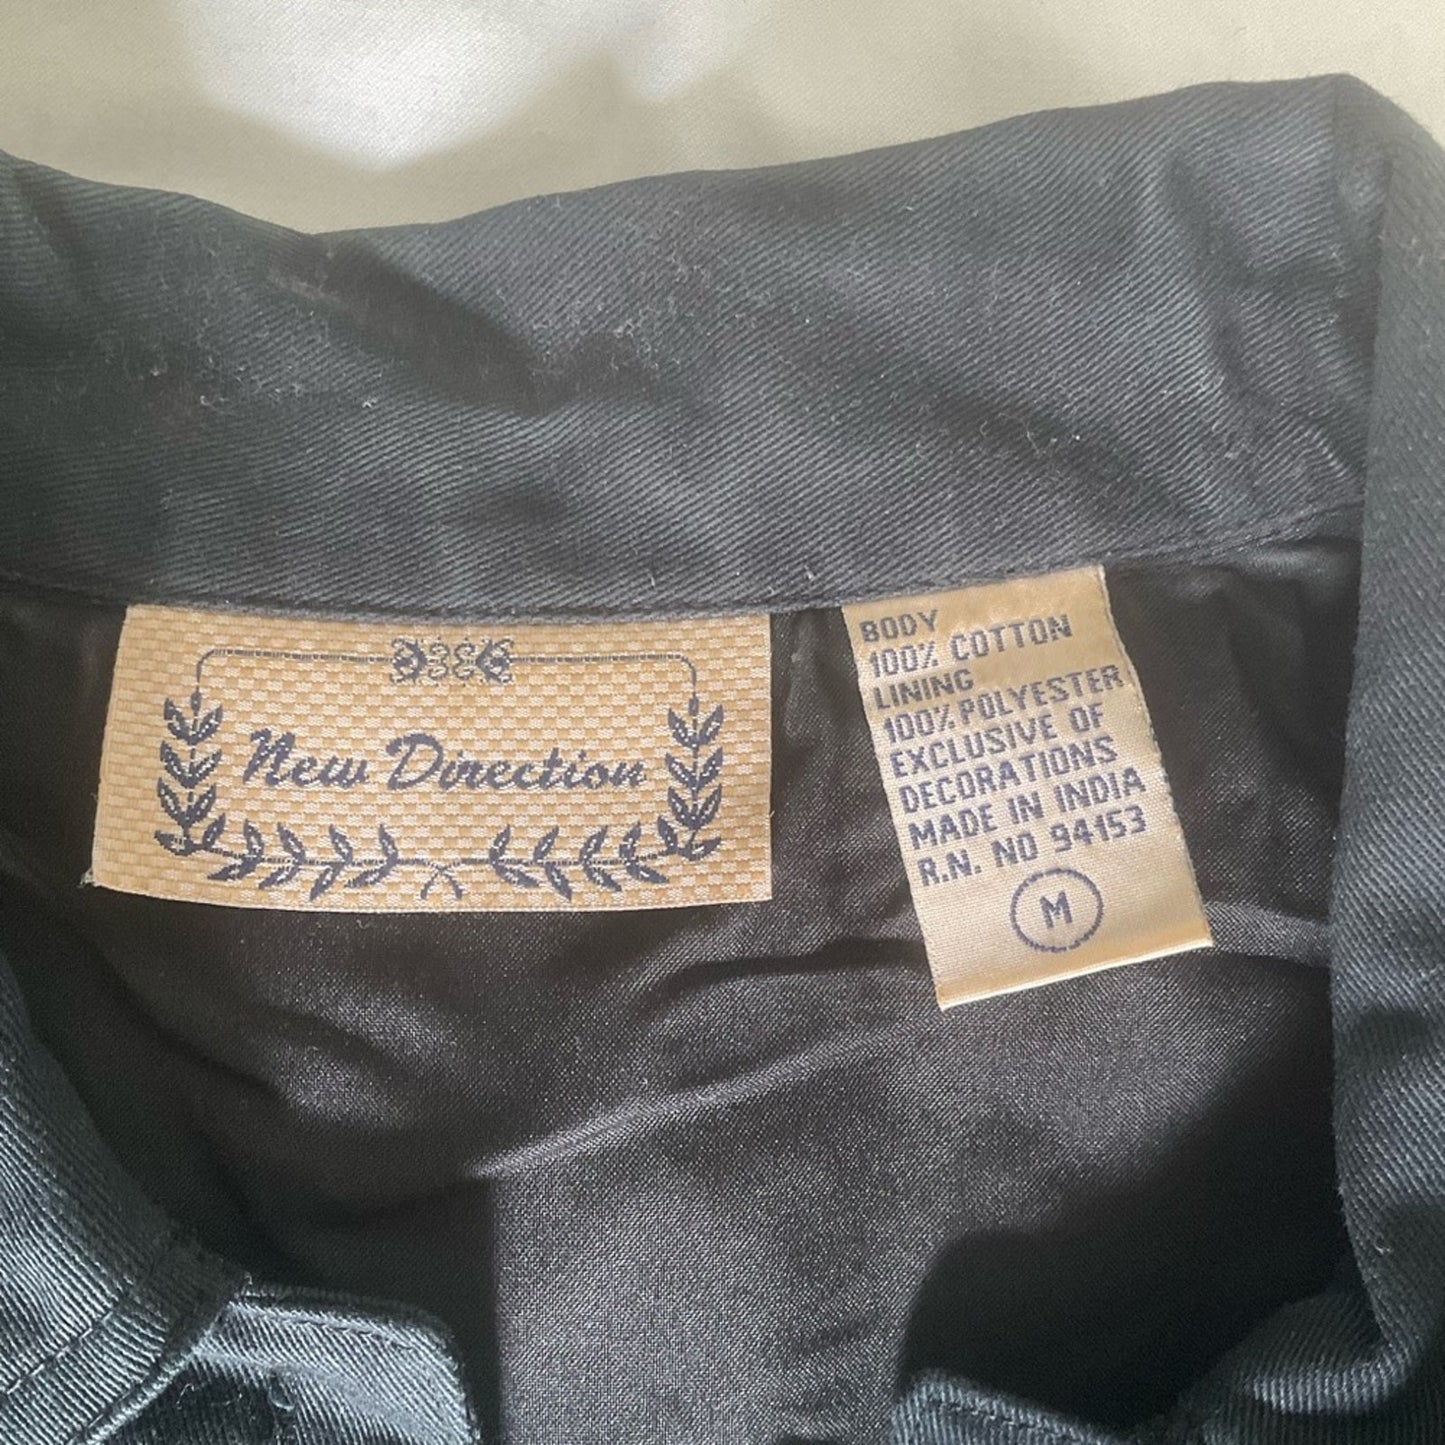 New Direction
BODY
100% COTTON
LINING
100% POLYESTER
EXCLUSIVE OF
DECORATIONS
MADE IN INDIA
R.N. NO 94153
M